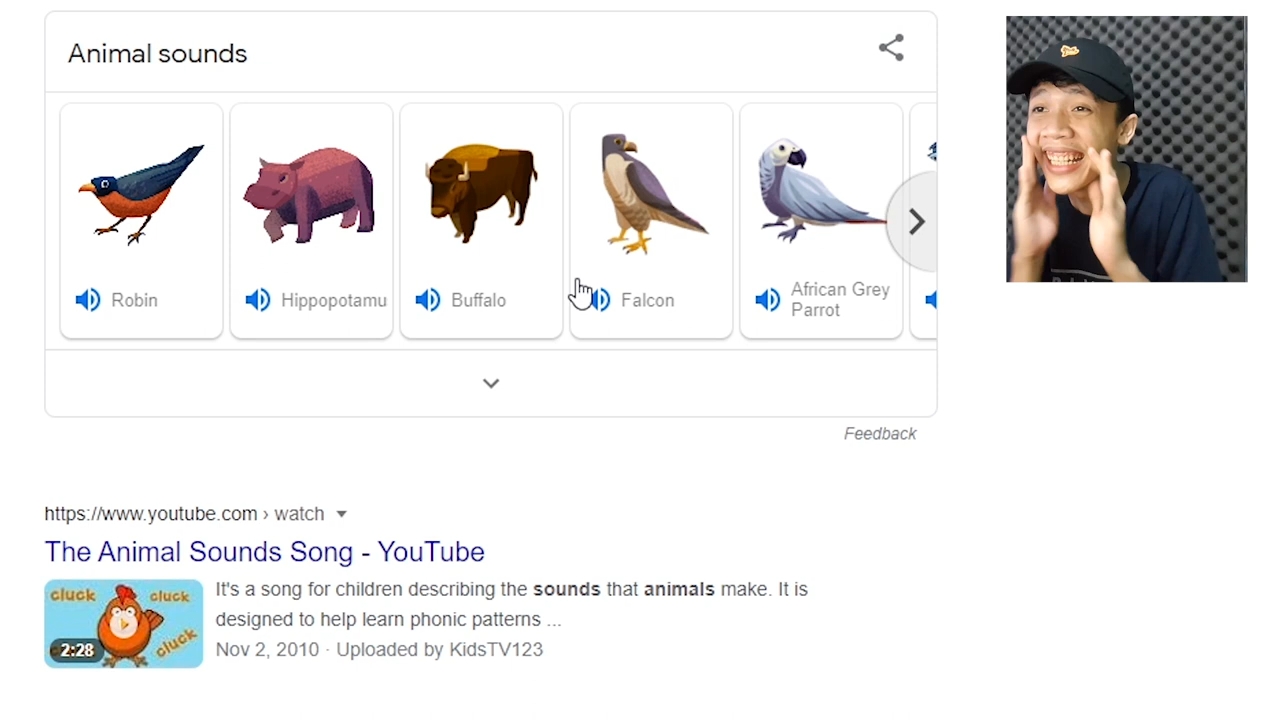 Animal sounds
Robin
Hippopotamu
Buffalo
Falcon
African Grey
Parrot
Feedback
https://www.youtube.com › watch
The Animal Sounds Song - YouTube
cluck
cluck
cluck
2:28
It's a song for children describing the sounds that animals make. It is
designed to help learn phonic patterns ...
Nov 2, 2010 · Uploaded by KidsTV123